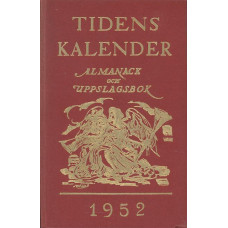 TIDENS
KALENDER
ALMANACK
OCH
UPPSLAGSBOK
1952